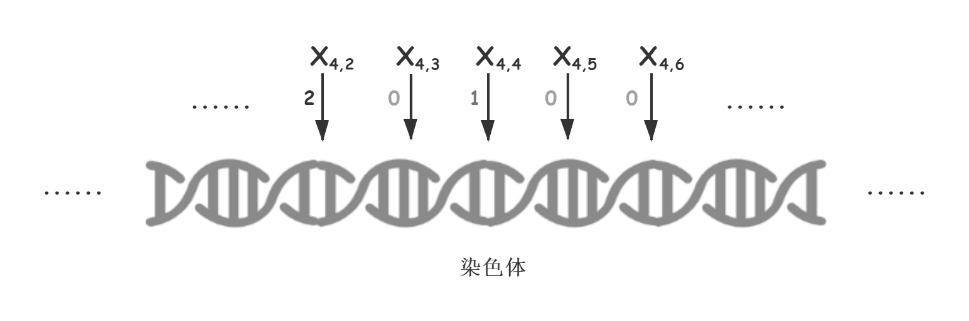 X4,2 X4,3 X4,4 X4,5 X4,6
...... 2 0 1 0 0 ......
...... ......
染色体